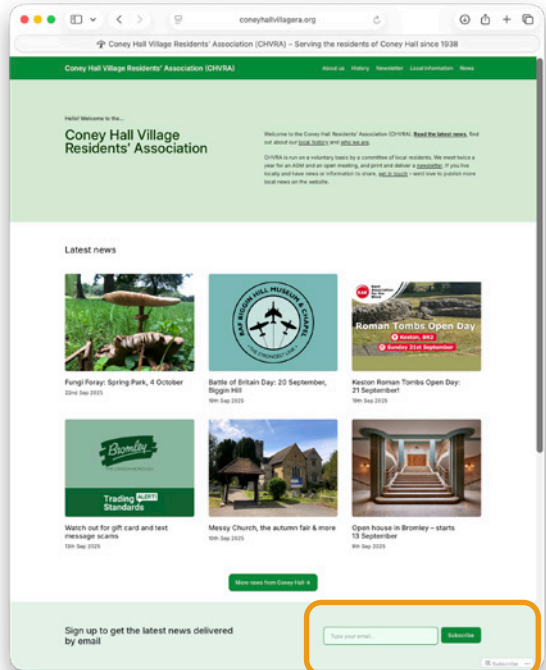 coneyhallvillagera.org
Coney Hall Village Residents' Association (CHVRA) – Serving the residents of Coney Hall since 1938
Coney Hall Village Residents' Association (CHVRA)
About us History Newsletter Local Information News
Hello! Welcome to the...
Coney Hall Village
Residents' Association
Welcome to the Coney Hall Residents' Association (CHVRA). Read the latest news, find
out about our local history and who we are.
CHVRA is run on a voluntary basis by a committee of local residents. We meet twice a
year for an AGM and an open meeting, and print and deliver a newsletter. If you live
locally and have news or information to share, get in touch – we'd love to publish more
local news on the website.
Latest news
RAF BIGGIN HILL MUSEUM & CHAPEL
THE STRONGEST LINK
Kent
Association
for the
Blind
Roman Tombs Open Day
Keston, BR2
Sunday 21st September
Fungi Foray: Spring Park, 4 October
22nd Sep 2025
Battle of Britain Day: 20 September,
Biggin Hill
19th Sep 2025
Keston Roman Tombs Open Day:
21 September!
19th Sep 2025
Bromley
THE LONDON BOROUGH
Trading ALERT!
Standards
Watch out for gift card and text
message scams
13th Sep 2025
Messy Church, the autumn fair & more
10th Sep 2025
Open house in Bromley – starts
13 September
9th Sep 2025
More news from Coney Hall →
Sign up to get the latest news delivered
by email
Type your email...
Subscribe
Subscribe